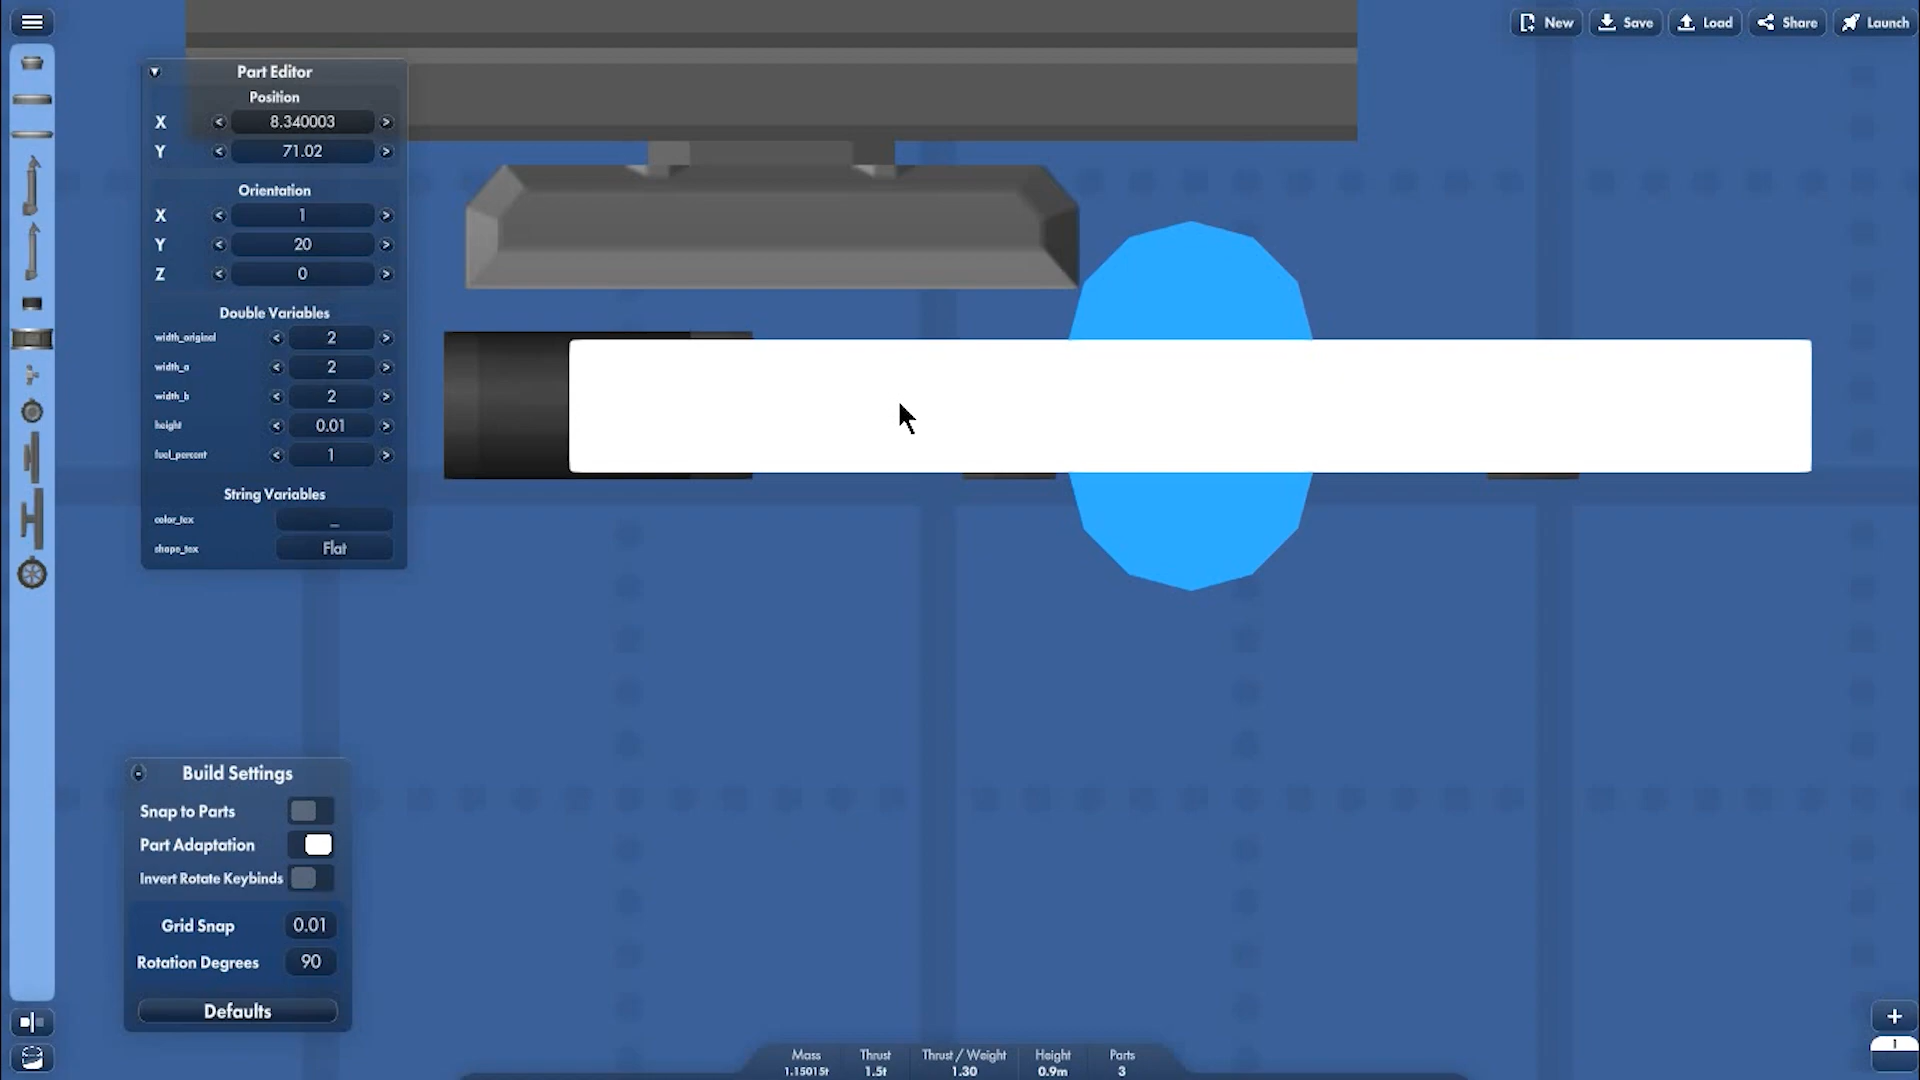 New
Save
Load
Share
Launch
Part Editor
Position
X < 8.340003 >
Y < 71.02 >
Orientation
X < 1 >
Y < 20 >
Z < 0 >
Double Variables
width_original < 2 >
width_a < 2 >
width_b < 2 >
height < 0.01 >
fuel_percent < 1 >
String Variables
color_tex _
shape_tex Flat
Build Settings
Snap to Parts
Part Adaptation
Invert Rotate Keybinds
Grid Snap 0.01
Rotation Degrees 90
Defaults
Mass Thrust Thrust / Weight Height Parts
1.15015t 1.5t 1.30 0.9m 3
+
1